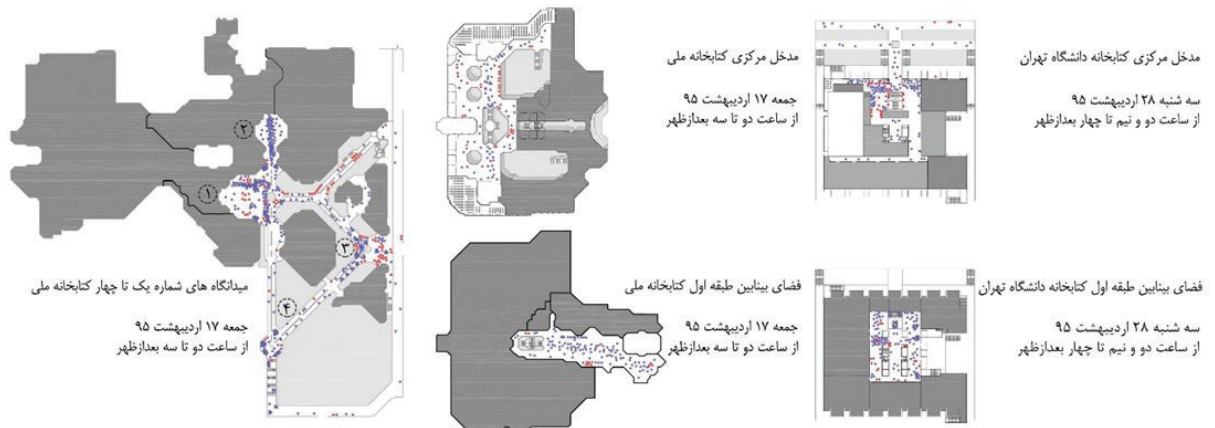 مدخل مرکزی کتابخانه دانشگاه تهران
سه شنبه ۲۸ اردیبهشت ۹۵
از ساعت دو و نیم تا چهار بعدازظهر
مدخل مرکزی کتابخانه ملی
جمعه ۱۷ اردیبهشت ۹۵
از ساعت دو تا سه بعدازظهر
۲
۱
۳
۴
میدانگاه های شماره یک تا چهار کتابخانه ملی
جمعه ۱۷ اردیبهشت ۹۵
از ساعت دو تا سه بعدازظهر
فضای بینابین طبقه اول کتابخانه دانشگاه تهران
سه شنبه ۲۸ اردیبهشت ۹۵
از ساعت دو و نیم تا چهار بعدازظهر
فضای بینابین طبقه اول کتابخانه ملی
جمعه ۱۷ اردیبهشت ۹۵
از ساعت دو تا سه بعدازظهر